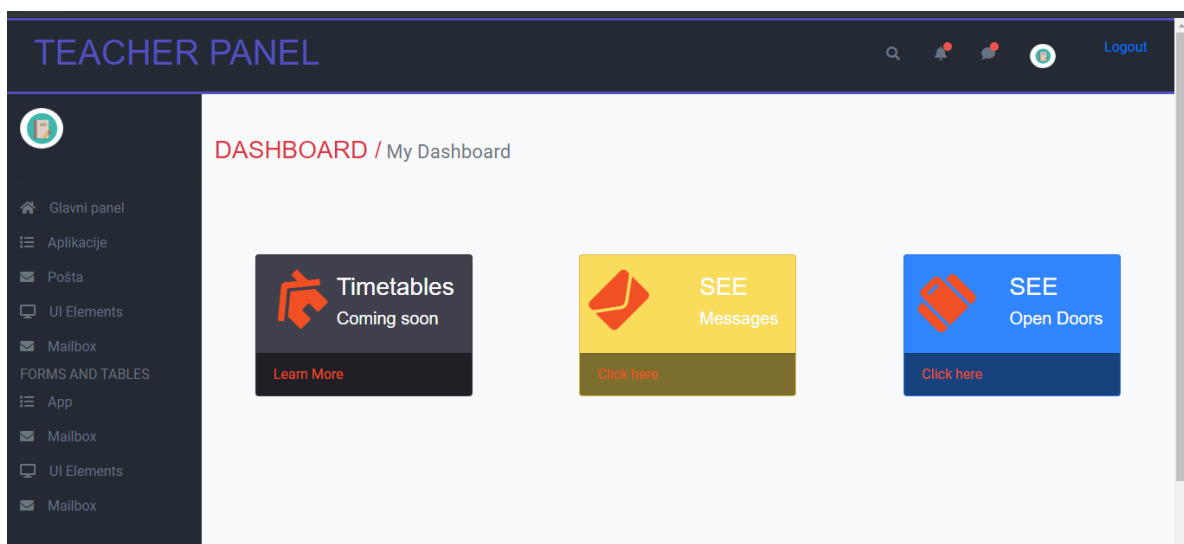 TEACHER PANEL
Logout
DASHBOARD / My Dashboard
Glavni panel
Aplikacije
Pošta
UI Elements
Mailbox
FORMS AND TABLES
App
Mailbox
UI Elements
Mailbox
Timetables
Coming soon
Learn More
SEE
Messages
Click here
SEE
Open Doors
Click here